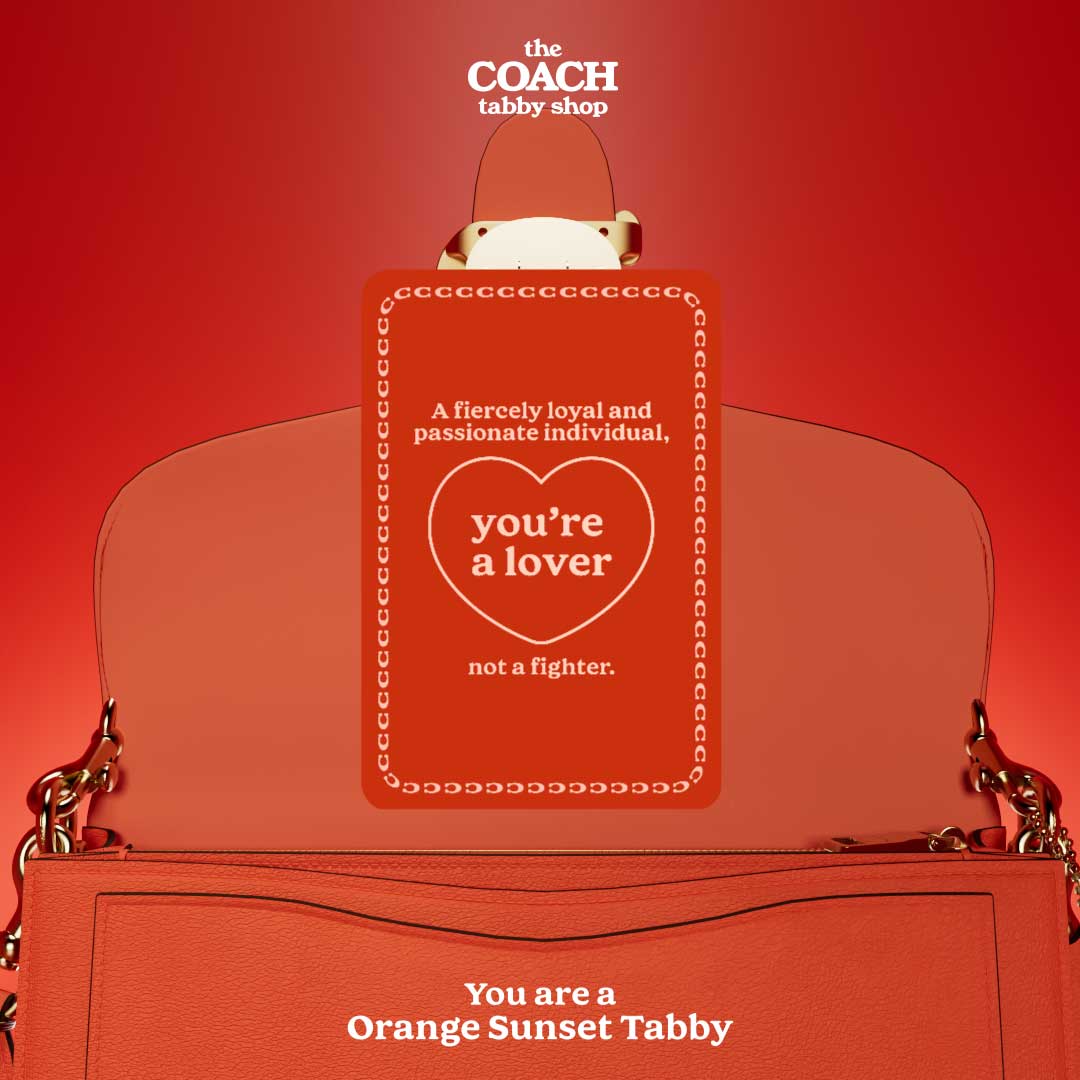 the
COACH
tabby shop
A fiercely loyal and
passionate individual,
you’re
a lover
not a fighter.
You are a
Orange Sunset Tabby